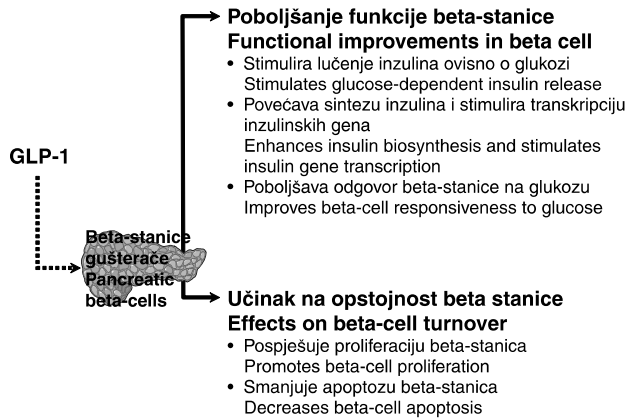 Poboljšanje funkcije beta-stanice
Functional improvements in beta cell
• Stimulira lučenje inzulina ovisno o glukozi
Stimulates glucose-dependent insulin release
• Povećava sintezu inzulina i stimulira transkripciju
inzulinskih gena
Enhances insulin biosynthesis and stimulates
insulin gene transcription
• Poboljšava odgovor beta-stanice na glukozu
Improves beta-cell responsiveness to glucose
GLP-1
Beta-stanice
gušterače
Pancreatic
beta-cells
Učinak na opstojnost beta stanice
Effects on beta-cell turnover
• Pospješuje proliferaciju beta-stanica
Promotes beta-cell proliferation
• Smanjuje apoptozu beta-stanica
Decreases beta-cell apoptosis